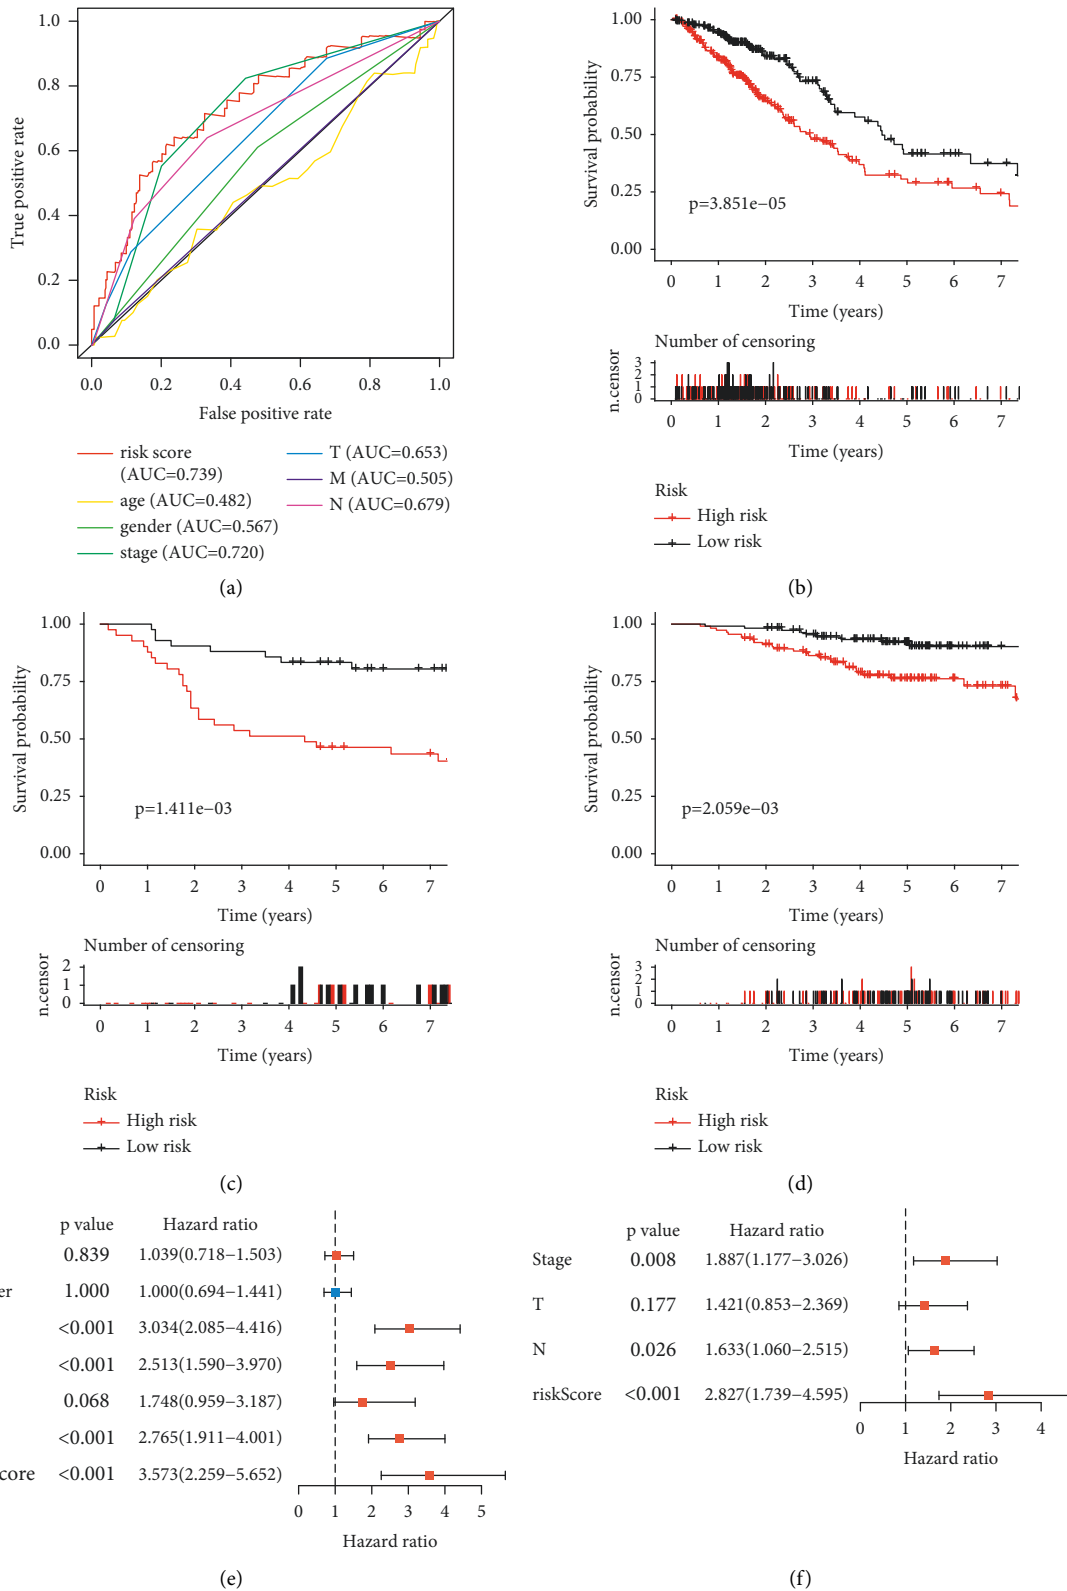 1.0
0.8
0.6
0.4
0.2
0.0
True positive rate
0.0 0.2 0.4 0.6 0.8 1.0
False positive rate
risk score
(AUC=0.739)
age (AUC=0.482)
gender (AUC=0.567)
stage (AUC=0.720)
T (AUC=0.653)
M (AUC=0.505)
N (AUC=0.679)
(a)
1.00
0.75
0.50
0.25
0.00
Survival probability
p=3.851e−05
0 1 2 3 4 5 6 7
Time (years)
Number of censoring
n.censor
3
2
1
0
0 1 2 3 4 5 6 7
Time (years)
Risk
High risk
Low risk
(b)
1.00
0.75
0.50
0.25
0.00
Survival probability
p=1.411e−03
0 1 2 3 4 5 6 7
Time (years)
Number of censoring
n.censor
2
1
0
0 1 2 3 4 5 6 7
Time (years)
Risk
High risk
Low risk
(c)
1.00
0.75
0.50
0.25
0.00
Survival probability
p=2.059e−03
0 1 2 3 4 5 6 7
Time (years)
Number of censoring
n.censor
3
2
1
0
0 1 2 3 4 5 6 7
Time (years)
Risk
High risk
Low risk
(d)
p value Hazard ratio
0.839 1.039(0.718−1.503)
er 1.000 1.000(0.694−1.441)
<0.001 3.034(2.085−4.416)
<0.001 2.513(1.590−3.970)
0.068 1.748(0.959−3.187)
<0.001 2.765(1.911−4.001)
core <0.001 3.573(2.259−5.652)
0 1 2 3 4 5
Hazard ratio
(e)
p value Hazard ratio
Stage 0.008 1.887(1.177−3.026)
T 0.177 1.421(0.853−2.369)
N 0.026 1.633(1.060−2.515)
riskScore <0.001 2.827(1.739−4.595)
0 1 2 3 4
Hazard ratio
(f)